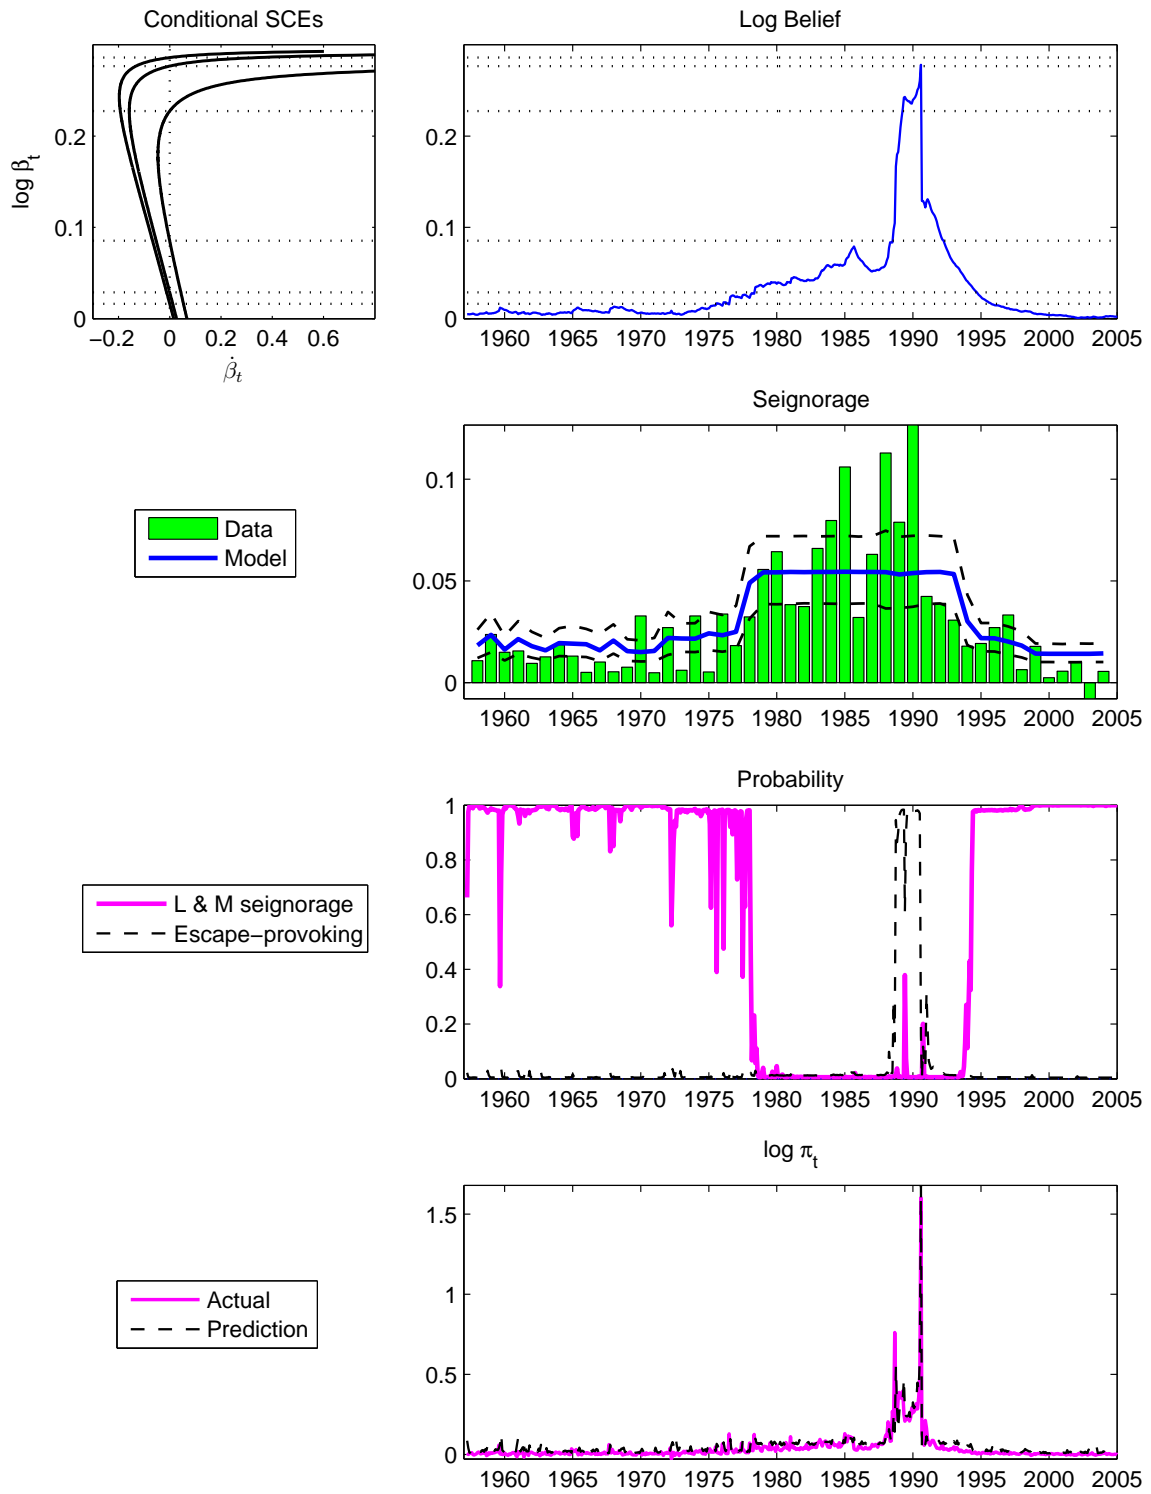 Conditional SCEs
Log Belief
log β_t
0.2
0.1
0
−0.2 0 0.2 0.4 0.6
β̇_t
0.2
0.1
0
1960 1965 1970 1975 1980 1985 1990 1995 2000 2005
Seignorage
Data
Model
0.1
0.05
0
1960 1965 1970 1975 1980 1985 1990 1995 2000 2005
Probability
L & M seignorage
Escape−provoking
1
0.8
0.6
0.4
0.2
0
1960 1965 1970 1975 1980 1985 1990 1995 2000 2005
log π_t
Actual
Prediction
1.5
1
0.5
0
1960 1965 1970 1975 1980 1985 1990 1995 2000 2005